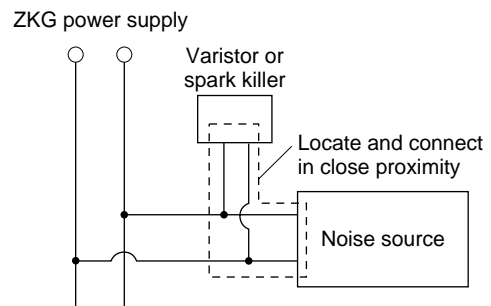 ZKG power supply
Varistor or
spark killer
Locate and connect
in close proximity
Noise source